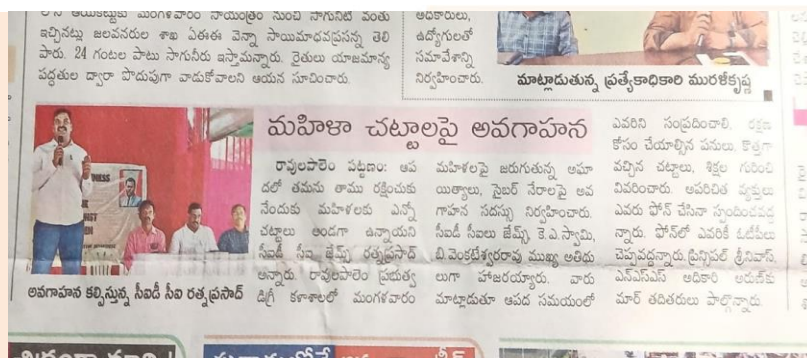 ఆయకట్టుకు మంగళవారం సాయంత్రం నుంచి సాగునీటి వంతు
ఇచ్చినట్లు జలవనరుల శాఖ ఏఈఈ వెన్నా సాయిమాధవప్రసన్న తెలి
పారు. 24 గంటల పాటు సాగునీరు ఇస్తామన్నారు. రైతులు యాజమాన్య
పద్ధతుల ద్వారా పొదుపుగా వాడుకోవాలని ఆయన సూచించారు.
అధికారులు,
ఉద్యోగులతో
సమావేశాన్ని
నిర్వహించారు.
మాట్లాడుతున్న ప్రత్యేకాధికారి మురళీకృష్ణ
మహిళా చట్టాలపై అవగాహన
రావులపాలెం పట్టణం: ఆప
దలో తమను తాము రక్షించుకు
నేందుకు మహిళలకు ఎన్నో
చట్టాలు అండగా ఉన్నాయని
సీఐడీ సీఐ జేమ్స్ రత్నప్రసాద్
అన్నారు. రావులపాలెం ప్రభుత్వ
డిగ్రీ కళాశాలలో మంగళవారం
మహిళలపై జరుగుతున్న అఘా
యిత్యాలు, సైబర్ నేరాలపై అవ
గాహన సదస్సు నిర్వహించారు.
సీఐడీ సీఐలు జేమ్స్, కె.ఎ.స్వామి,
బి.వెంకటేశ్వరరావు ముఖ్య అతిథు
లుగా హాజరయ్యారు. వారు
మాట్లాడుతూ ఆపద సమయంలో
ఎవరిని సంప్రదించాలి, రక్షణ
కోసం చేయాల్సిన పనులు, కొత్తగా
వచ్చిన చట్టాలు, శిక్షల గురించి
వివరించారు. అపరిచిత వ్యక్తులు
ఎవరు ఫోన్ చేసినా స్పందించవద్ద
న్నారు. ఫోన్‌లో ఎవరికీ ఓటీపీలు
చెప్పవద్దన్నారు. ప్రిన్సిపల్ శ్రీనివాస్,
ఎన్ఎస్ఎస్ అధికారి అరుణ్‌కు
మార్ తదితరులు పాల్గొన్నారు.
అవగాహన కల్పిస్తున్న సీఐడీ సీఐ రత్నప్రసాద్